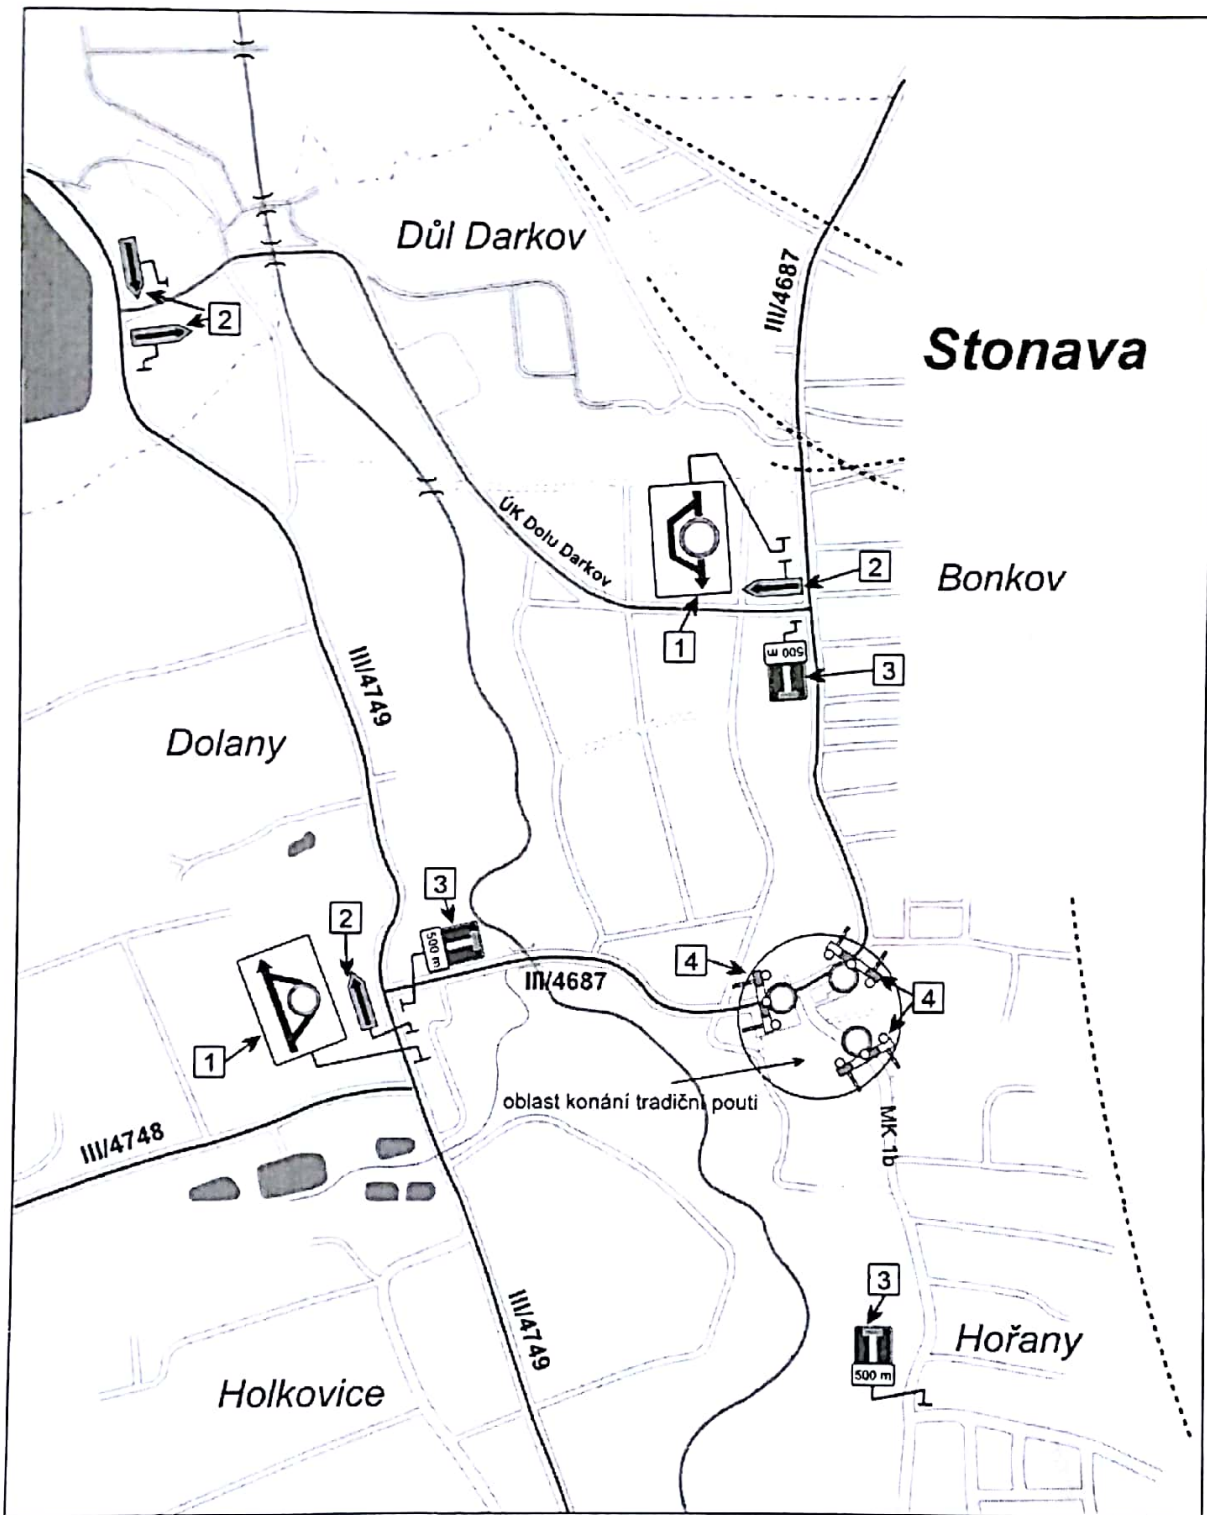 Důl Darkov
III/4687
2
Stonava
ÚK Dolu Darkov
2
Bonkov
1
500 m
3
III/4749
Dolany
3
2
500 m
4
III/4687
4
1
oblast konání tradiční pouti
III/4748
MK 1b
3
III/4749
Hořany
500 m
Holkovice